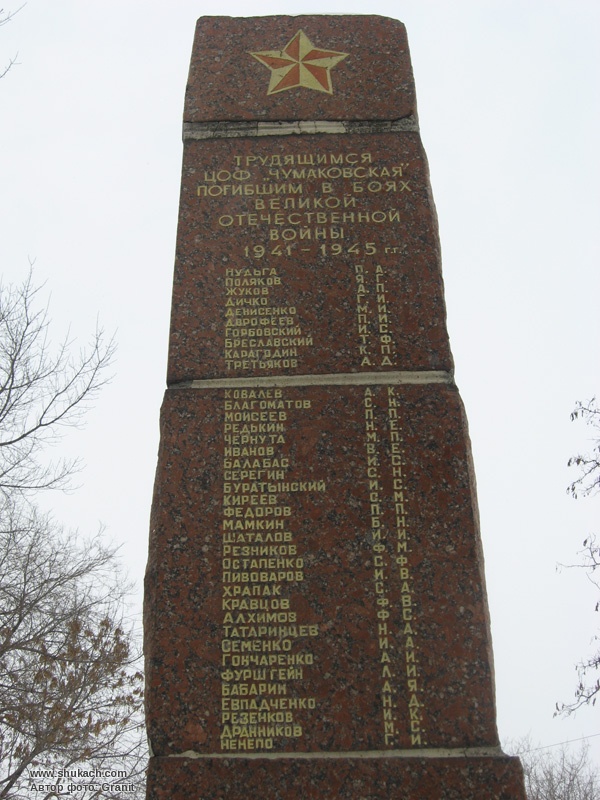 ТРУДЯЩИМСЯ
ЦОФ „ЧУМАКОВСКАЯ"
ПОГИБШИМ В БОЯХ
ВЕЛИКОЙ
ОТЕЧЕСТВЕННОЙ
ВОЙНЫ
1941 – 1945 г.г.
НУДЬГА П. А.
ПОЛЯКОВ
ЖУКОВ
ДИЧКО
ДЕНИСЕНКО
ДОРОФЕЕВ
ГОРБОВСКИЙ
БРЕСЛАВСКИЙ
КАРАГОДИН
ТРЕТЬЯКОВ А. Д.
КОВАЛЕВ А. К.
БЛАГОМАТОВ
МОИСЕЕВ
РЕДЬКИН
ЧЕРНУТА
ИВАНОВ
БАЛАБАС
СЕРЕГИН
БУРАТЫНСКИЙ
КИРЕЕВ
ФЕДОРОВ
МАМКИН
ШАТАЛОВ
РЕЗНИКОВ
ОСТАПЕНКО
ПИВОВАРОВ
ХРАПАК
КРАВЦОВ
АЛХИМОВ
ТАТАРИНЦЕВ
СЕМЕНКО
ГОНЧАРЕНКО
ФУРШТЕЙН
БАБАРИН
ЕВПАДЧЕНКО
РЕЗЕНКОВ
ДРАННИКОВ
НЕНЕПО Г. И.
www.shukach.com
Автор фото: Granit